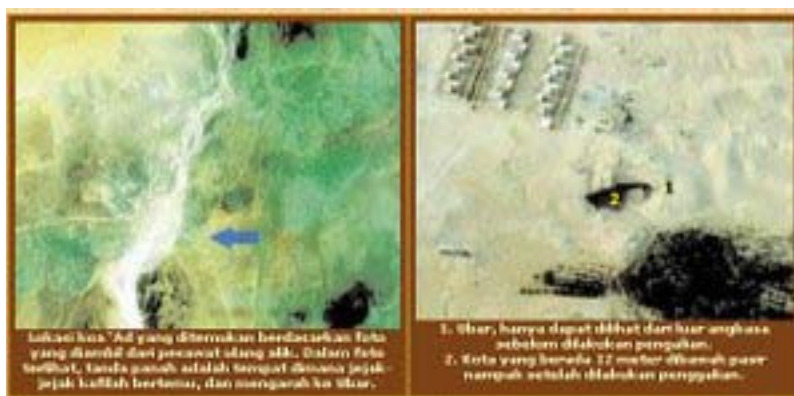 1
2
Lokasi koa 'Ad yang ditemukan berdasarkan foto
yang diambil dari pesawat ulang alik. Dalam foto
terlihat, tanda panah adalah tempat dimana jejak-
jejak kafilah bertemu, dan mengarah ke Ubar.
1. Ubar, hanya dapat dilihat dari luar angkasa
sebelum dilakukan pengalian.
2. Kota yang berada 12 meter dibawah pasir
nampak setelah dilakukan penggalian.